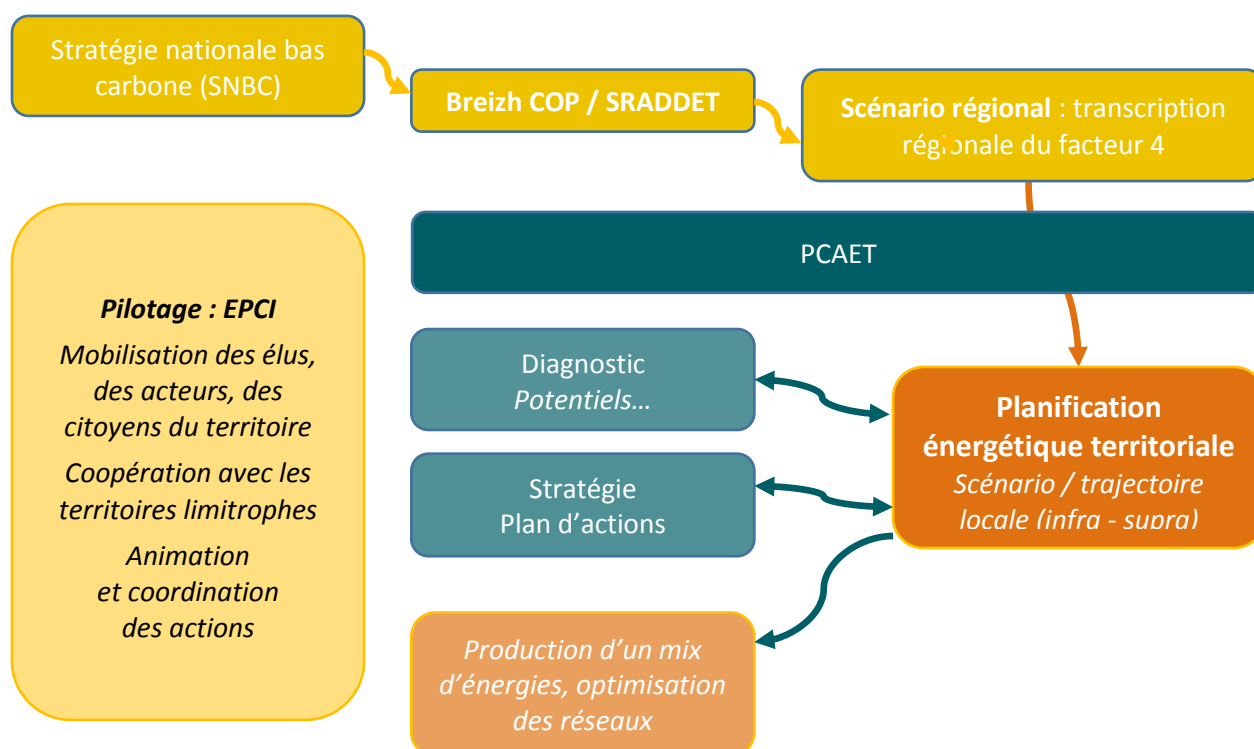 Stratégie nationale bas
carbone (SNBC)
Breizh COP / SRADDET
Scénario régional : transcription
régionale du facteur 4
PCAET
Pilotage : EPCI
Mobilisation des élus,
des acteurs, des
citoyens du territoire
Coopération avec les
territoires limitrophes
Animation
et coordination
des actions
Diagnostic
Potentiels...
Stratégie
Plan d’actions
Planification
énergétique territoriale
Scénario / trajectoire
locale (infra - supra)
Production d’un mix
d’énergies, optimisation
des réseaux